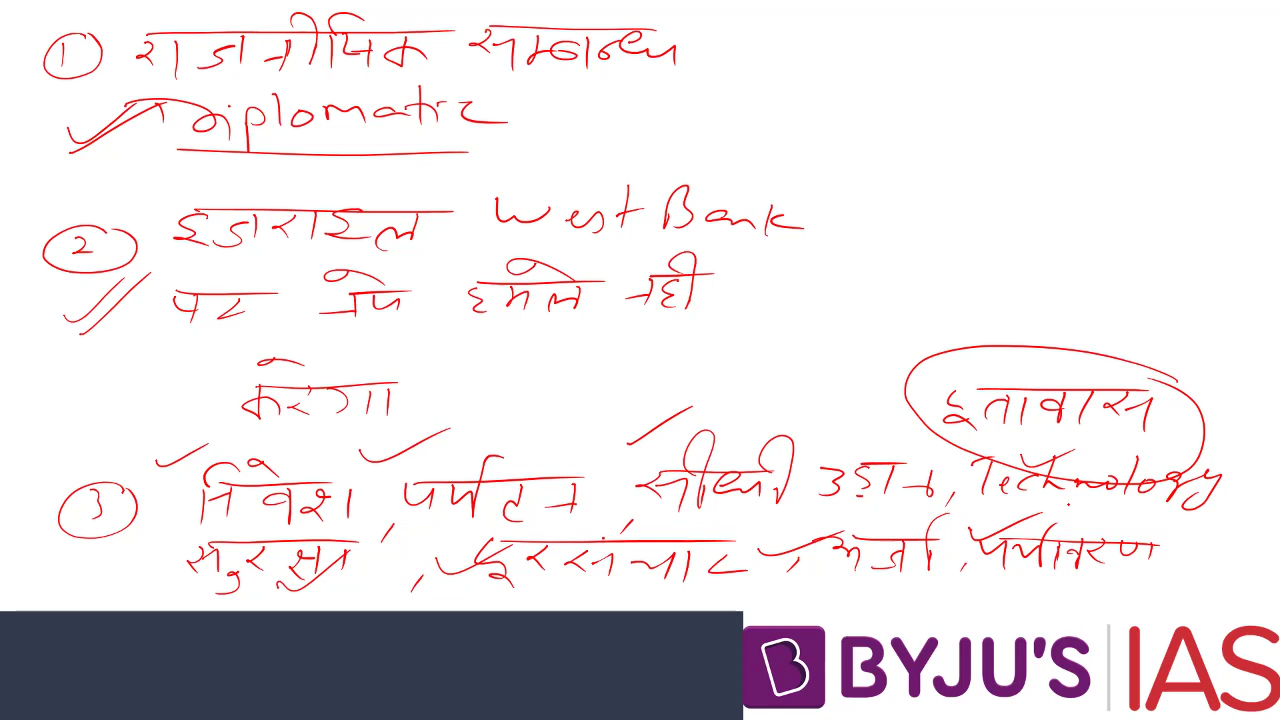 ① राजनीयिक सम्बन्ध
Diplomatic
② इजराइल West Bank
पर नये हमले नही
करेगा
दूतावास
③ निवेश, पर्यटन, सीधी उड़ान, Technology
सुरक्षा, दूरसंचार, ऊर्जा, पर्यावरण
BYJU'S IAS